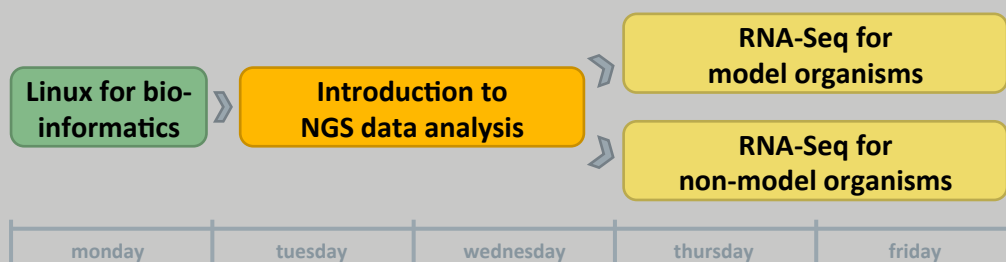 Linux for bio-
informatics
Introduction to
NGS data analysis
RNA-Seq for
model organisms
RNA-Seq for
non-model organisms
monday
tuesday
wednesday
thursday
friday